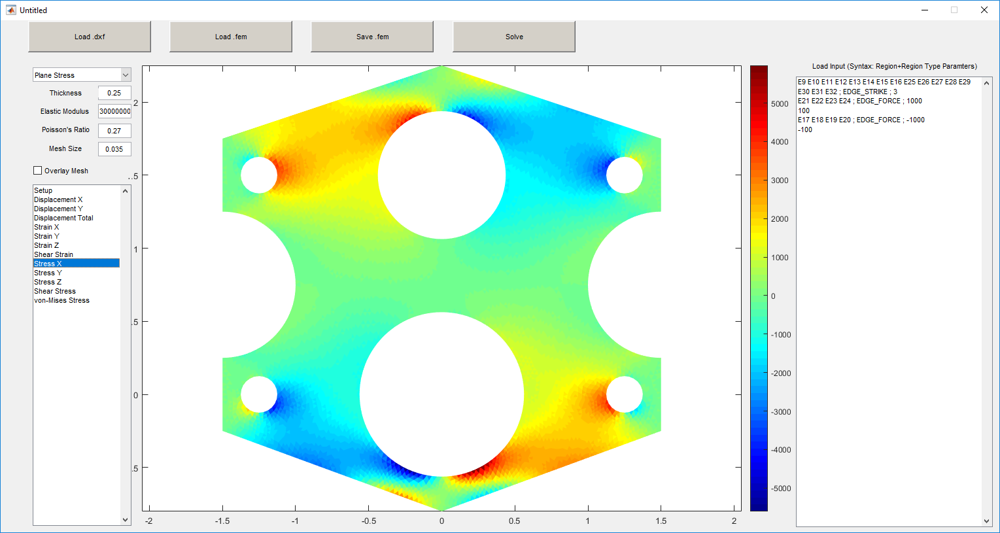 Untitled
Load .dxf
Load .fem
Save .fem
Solve
Plane Stress
Thickness 0.25
Elastic Modulus 30000000
Poisson's Ratio 0.27
Mesh Size 0.035
Overlay Mesh
Setup
Displacement X
Displacement Y
Displacement Total
Strain X
Strain Y
Strain Z
Shear Strain
Stress X
Stress Y
Stress Z
Shear Stress
von-Mises Stress
2
..5
1
.5
0
.5
-2 -1.5 -1 -0.5 0 0.5 1 1.5 2
5000
4000
3000
2000
1000
0
-1000
-2000
-3000
-4000
-5000
Load Input (Syntax: Region+Region Type Paramters)
E9 E10 E11 E12 E13 E14 E15 E16 E25 E26 E27 E28 E29
E30 E31 E32 ; EDGE_STRIKE ; 3
E21 E22 E23 E24 ; EDGE_FORCE ; 1000
100
E17 E18 E19 E20 ; EDGE_FORCE ; -1000
-100